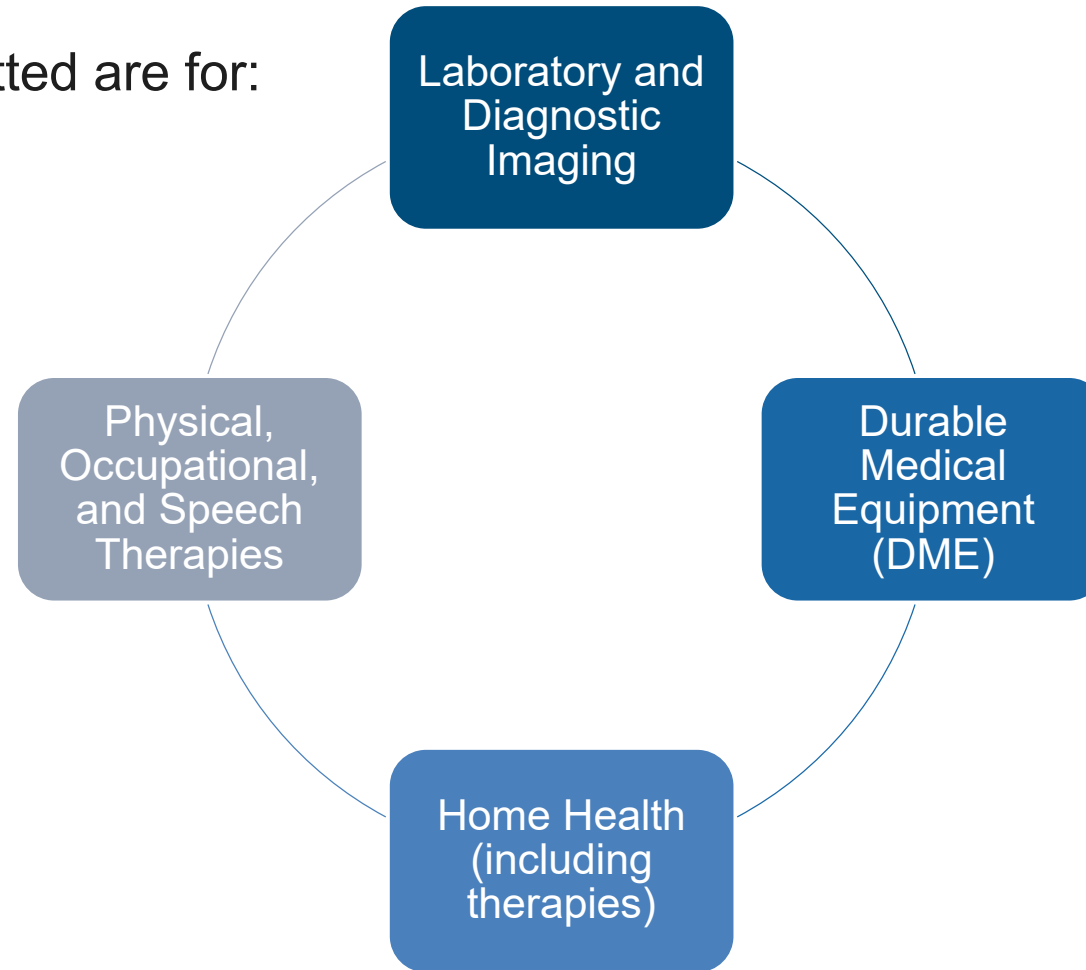 tted are for:
Laboratory and
Diagnostic
Imaging
Durable
Medical
Equipment
(DME)
Home Health
(including
therapies)
Physical,
Occupational,
and Speech
Therapies